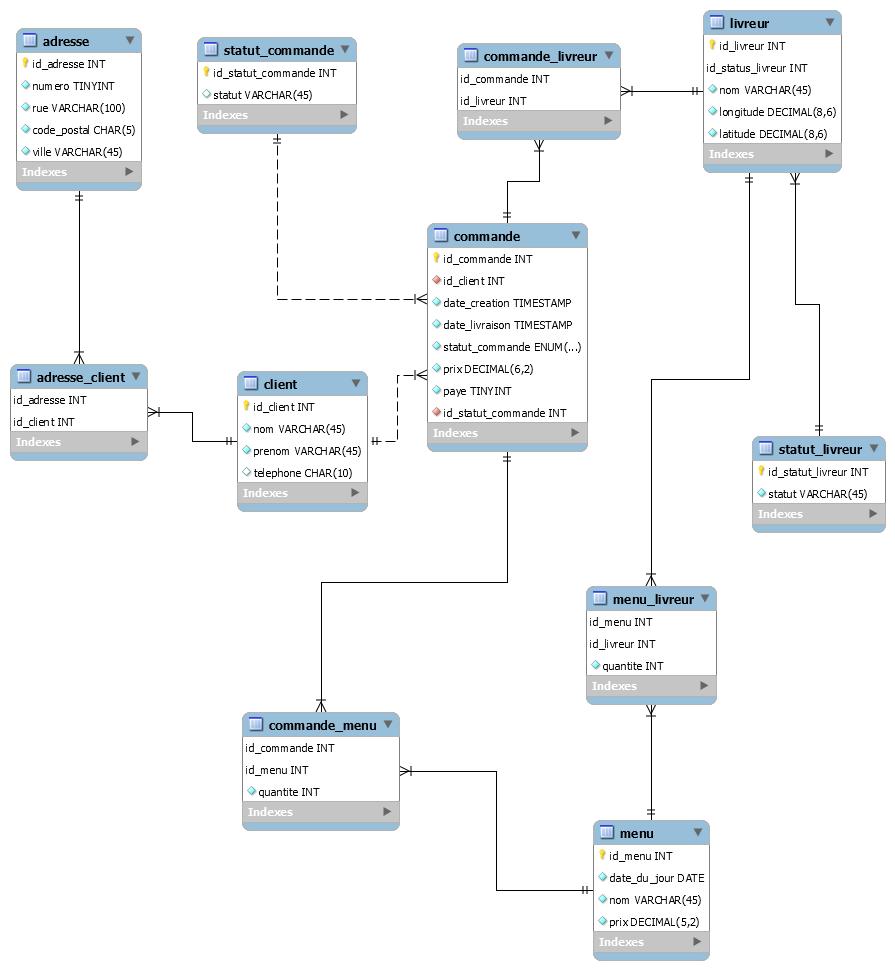 adresse
id_adresse INT
numero TINYINT
rue VARCHAR(100)
code_postal CHAR(5)
ville VARCHAR(45)
Indexes
statut_commande
id_statut_commande INT
statut VARCHAR(45)
Indexes
commande_livreur
id_commande INT
id_livreur INT
Indexes
livreur
id_livreur INT
id_status_livreur INT
nom VARCHAR(45)
longitude DECIMAL(8,6)
latitude DECIMAL(8,6)
Indexes
commande
id_commande INT
id_client INT
date_creation TIMESTAMP
date_livraison TIMESTAMP
statut_commande ENUM(...)
prix DECIMAL(6,2)
paye TINYINT
id_statut_commande INT
Indexes
adresse_client
id_adresse INT
id_client INT
Indexes
client
id_client INT
nom VARCHAR(45)
prenom VARCHAR(45)
telephone CHAR(10)
Indexes
statut_livreur
id_statut_livreur INT
statut VARCHAR(45)
Indexes
menu_livreur
id_menu INT
id_livreur INT
quantite INT
Indexes
commande_menu
id_commande INT
id_menu INT
quantite INT
Indexes
menu
id_menu INT
date_du_jour DATE
nom VARCHAR(45)
prix DECIMAL(5,2)
Indexes